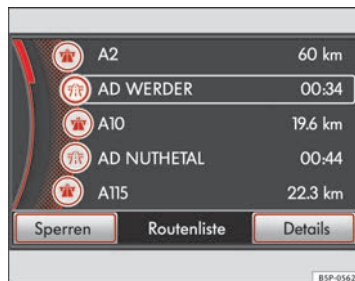 A2 60 km
AD WERDER 00:34
A10 19.6 km
AD NUTHETAL 00:44
A115 22.3 km
Sperren Routenliste Details
B5P-0562